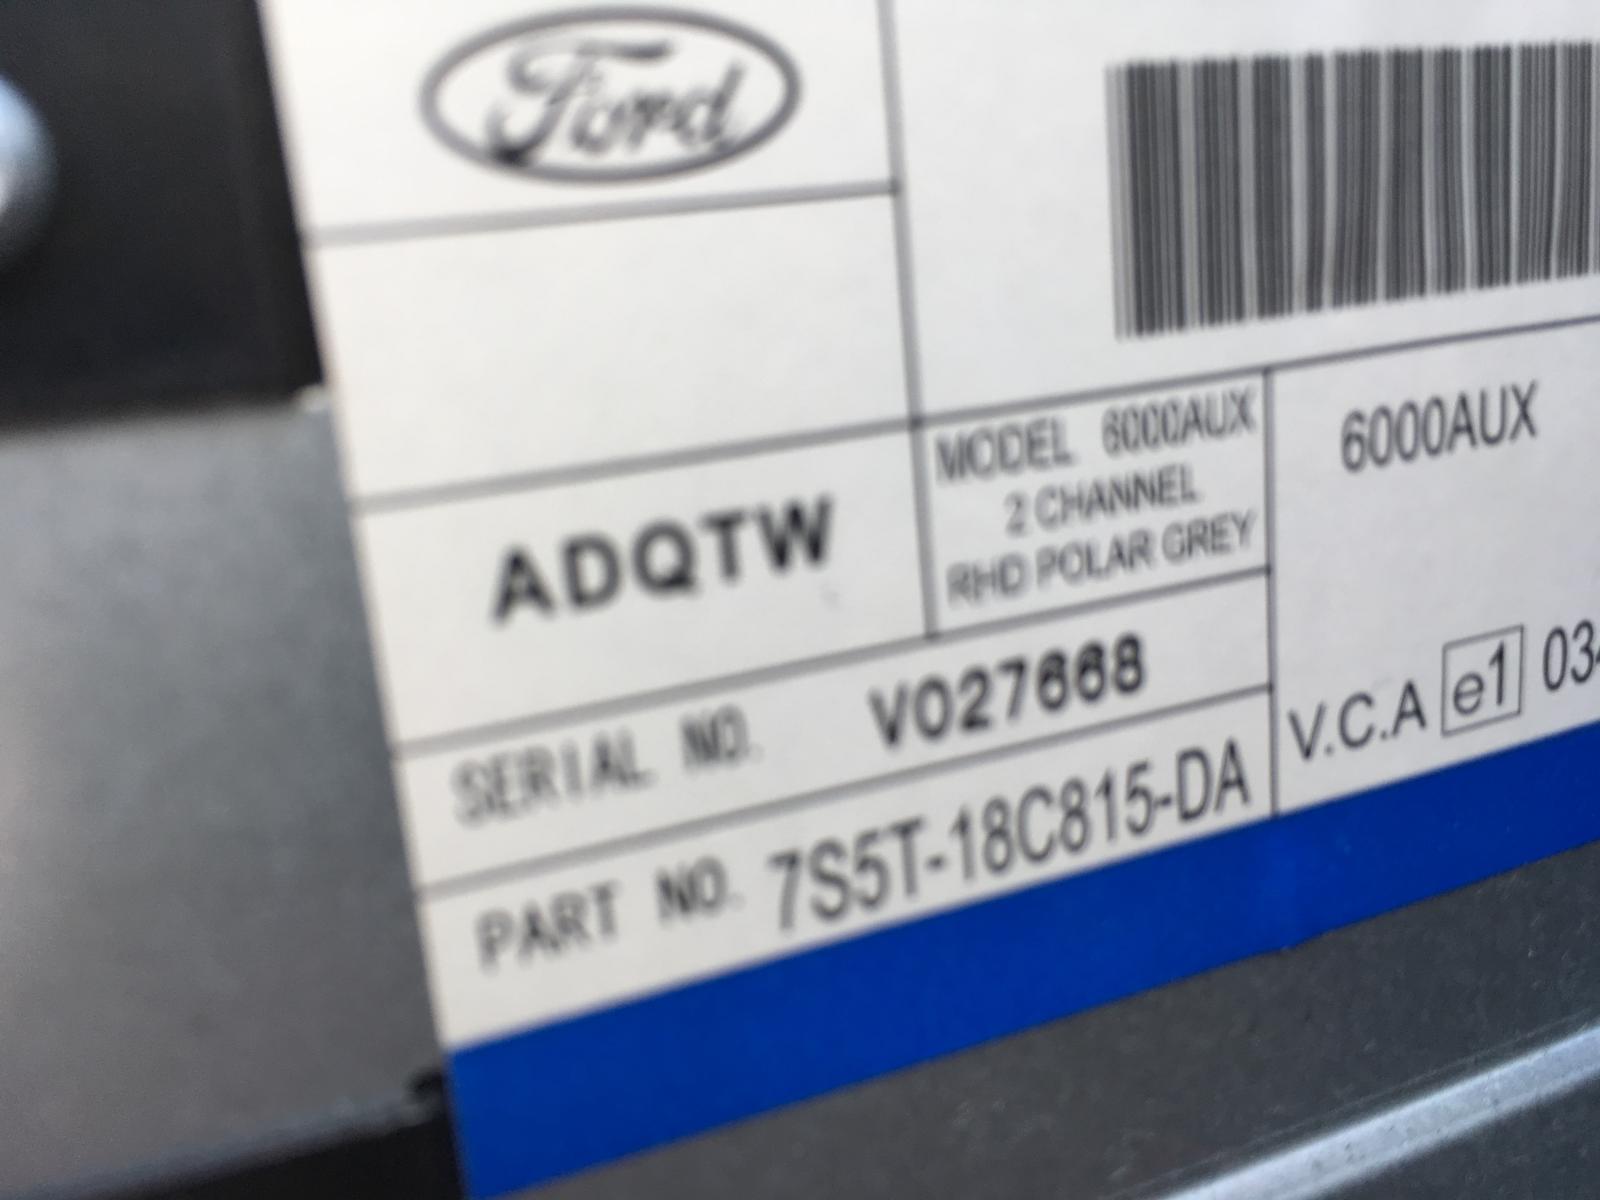 Ford
MODEL 6000AUX
2 CHANNEL
RHD POLAR GREY
6000AUX
ADQTW
SERIAL NO. V027668
V.C.A e1 03
PART NO. 7S5T-18C815-DA